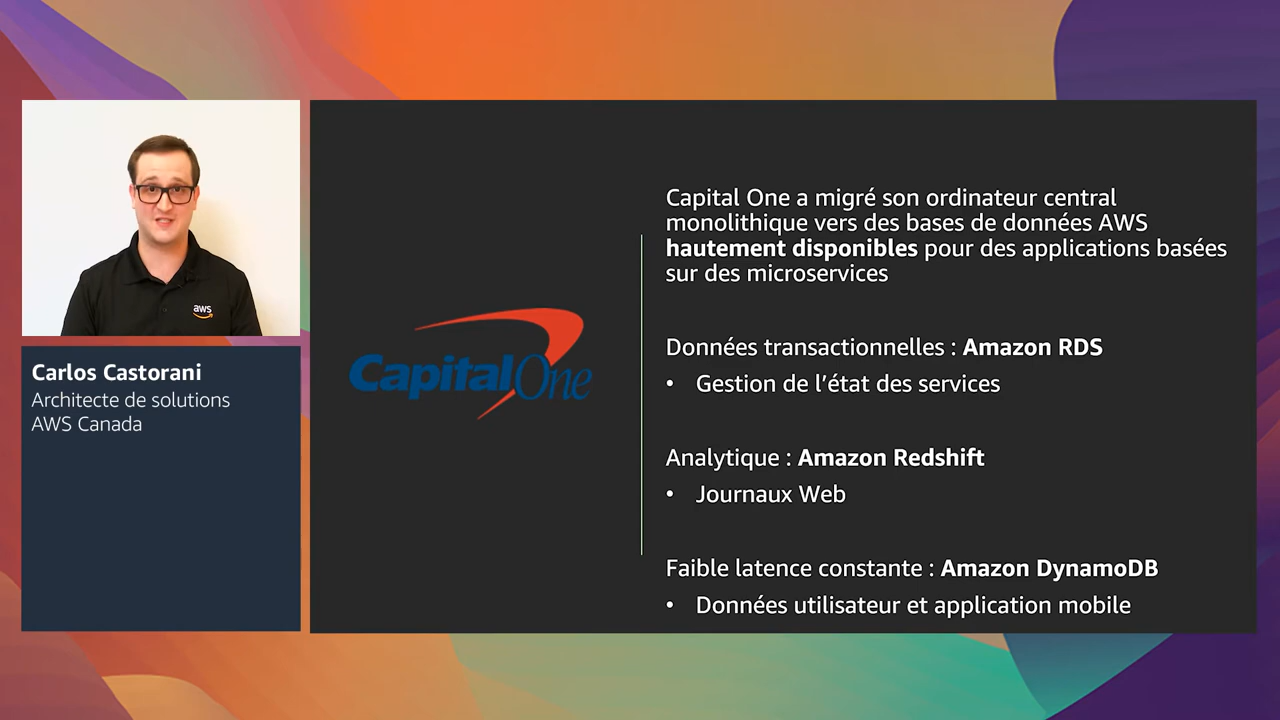 aws
Carlos Castorani
Architecte de solutions
AWS Canada
Capital One
Capital One a migré son ordinateur central
monolithique vers des bases de données AWS
hautement disponibles pour des applications basées
sur des microservices
Données transactionnelles : Amazon RDS
• Gestion de l’état des services
Analytique : Amazon Redshift
• Journaux Web
Faible latence constante : Amazon DynamoDB
• Données utilisateur et application mobile